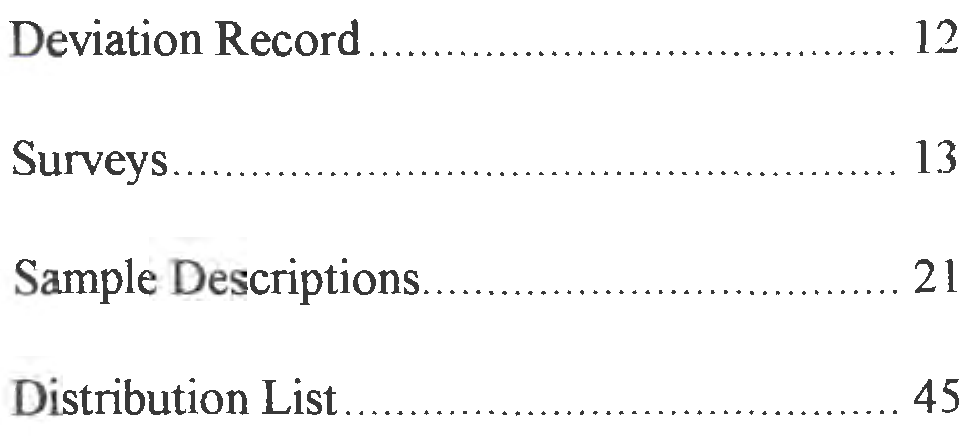 Deviation Record........................................ 12
Surveys....................................................... 13
Sample Descriptions.................................... 21
Distribution List.......................................... 45